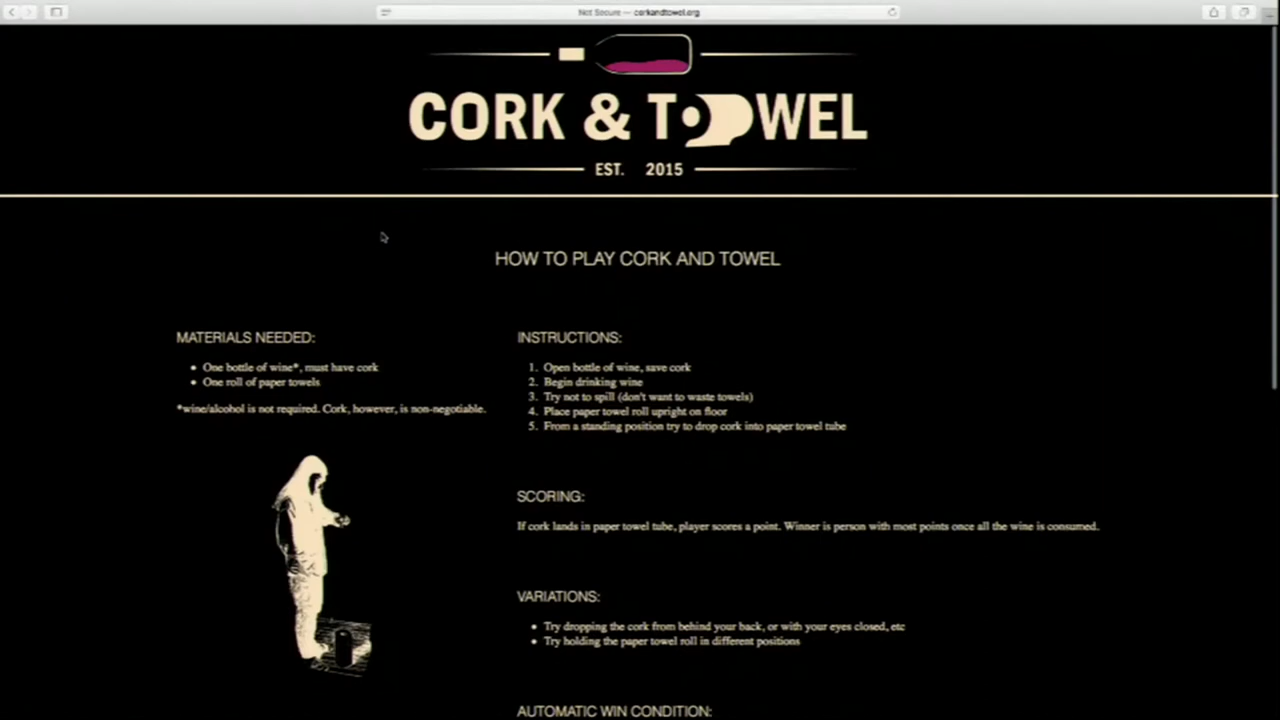 Not Secure — corkandtowel.org
CORK & TOWEL
EST. 2015
HOW TO PLAY CORK AND TOWEL
MATERIALS NEEDED:
• One bottle of wine*, must have cork
• One roll of paper towels
*wine/alcohol is not required. Cork, however, is non-negotiable.
INSTRUCTIONS:
1. Open bottle of wine, save cork
2. Begin drinking wine
3. Try not to spill (don't want to waste towels)
4. Place paper towel roll upright on floor
5. From a standing position try to drop cork into paper towel tube
SCORING:
If cork lands in paper towel tube, player scores a point. Winner is person with most points once all the wine is consumed.
VARIATIONS:
• Try dropping the cork from behind your back, or with your eyes closed, etc
• Try holding the paper towel roll in different positions
AUTOMATIC WIN CONDITION: